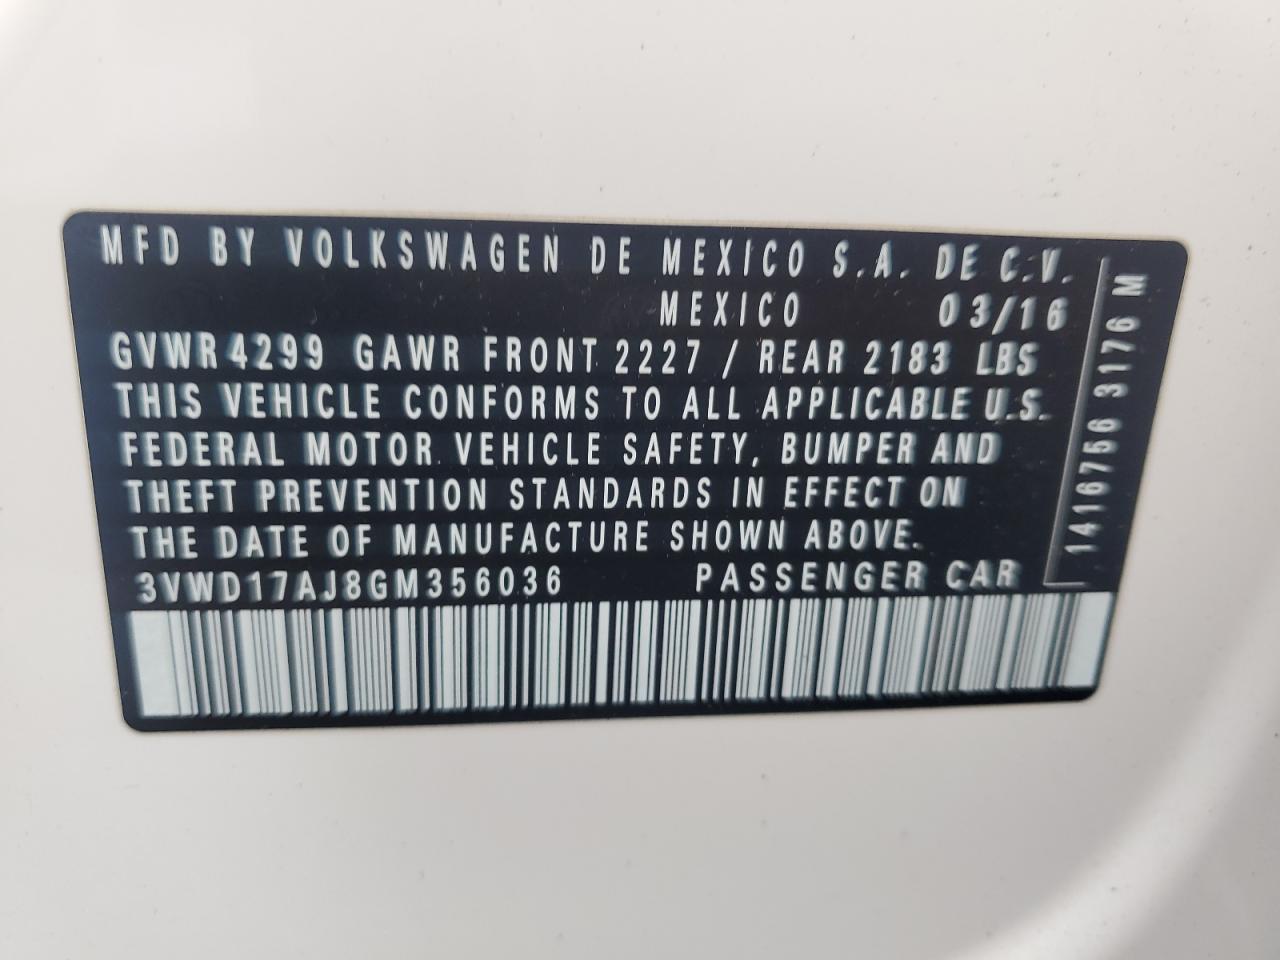 MFD BY VOLKSWAGEN DE MEXICO S.A. DE C.V.
MEXICO 03/16
GVWR 4299 GAWR FRONT 2227 / REAR 2183 LBS
THIS VEHICLE CONFORMS TO ALL APPLICABLE U.S.
FEDERAL MOTOR VEHICLE SAFETY, BUMPER AND
THEFT PREVENTION STANDARDS IN EFFECT ON
THE DATE OF MANUFACTURE SHOWN ABOVE.
3VWD17AJ8GM356036 PASSENGER CAR
1416756 3176 M